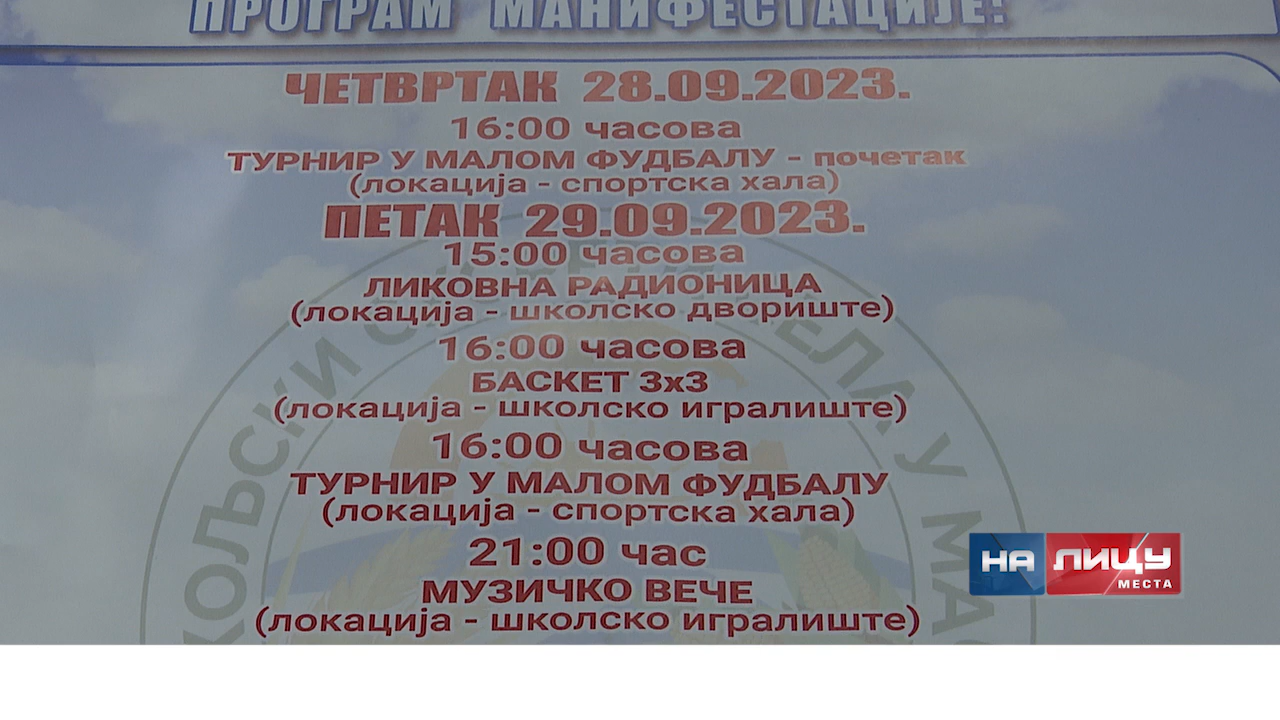 ПРОГРАМ МАНИФЕСТАЦИЈЕ:
ЧЕТВРТАК 28.09.2023.
16:00 часова
ТУРНИР У МАЛОМ ФУДБАЛУ - почетак
(локација - спортска хала)
ПЕТАК 29.09.2023.
15:00 часова
ЛИКОВНА РАДИОНИЦА
(локација - школско двориште)
16:00 часова
БАСКЕТ 3x3
(локација - школско игралиште)
16:00 часова
ТУРНИР У МАЛОМ ФУДБАЛУ
(локација - спортска хала)
21:00 час
МУЗИЧКО ВЕЧЕ
(локација - школско игралиште)
НА ЛИЦУ
МЕСТА